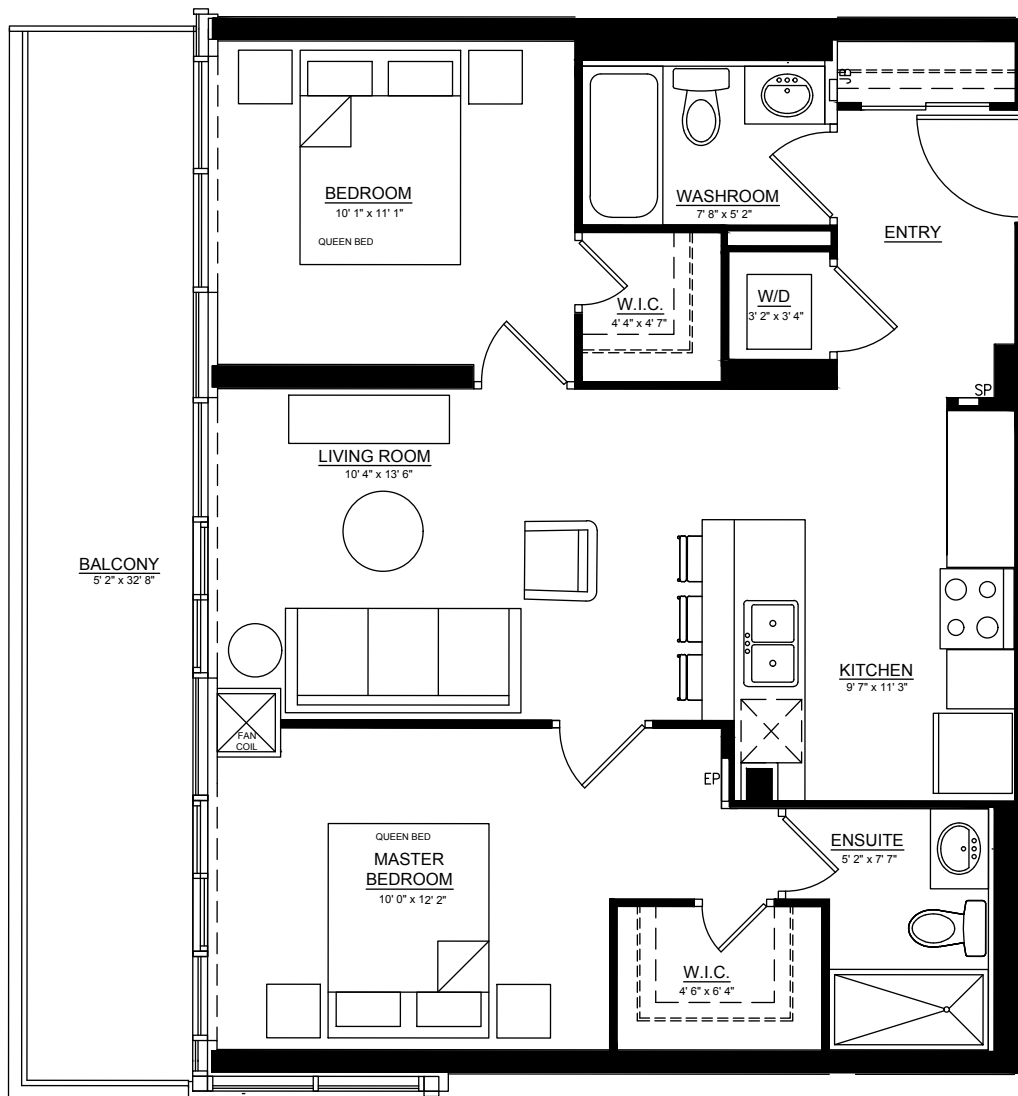 JB
BEDROOM
10' 1" x 11' 1"
QUEEN BED
WASHROOM
7' 8" x 5' 2"
ENTRY
W.I.C.
4' 4" x 4' 7"
W/D
3' 2" x 3' 4"
SP
LIVING ROOM
10' 4" x 13' 6"
BALCONY
5' 2" x 32' 8"
KITCHEN
9' 7" x 11' 3"
FAN
COIL
EP
QUEEN BED
MASTER
BEDROOM
10' 0" x 12' 2"
ENSUITE
5' 2" x 7' 7"
W.I.C.
4' 6" x 6' 4"